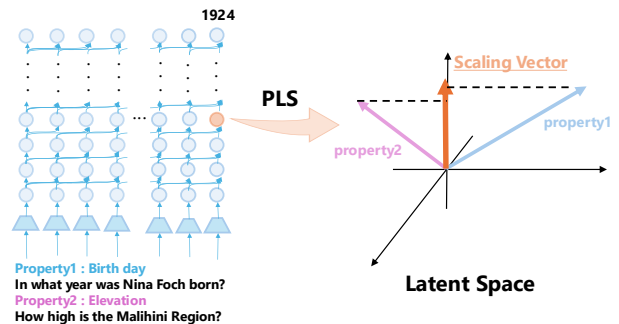 1924
PLS
Scaling Vector
property1
property2
Latent Space
Property1 : Birth day
In what year was Nina Foch born?
Property2 : Elevation
How high is the Malihini Region?